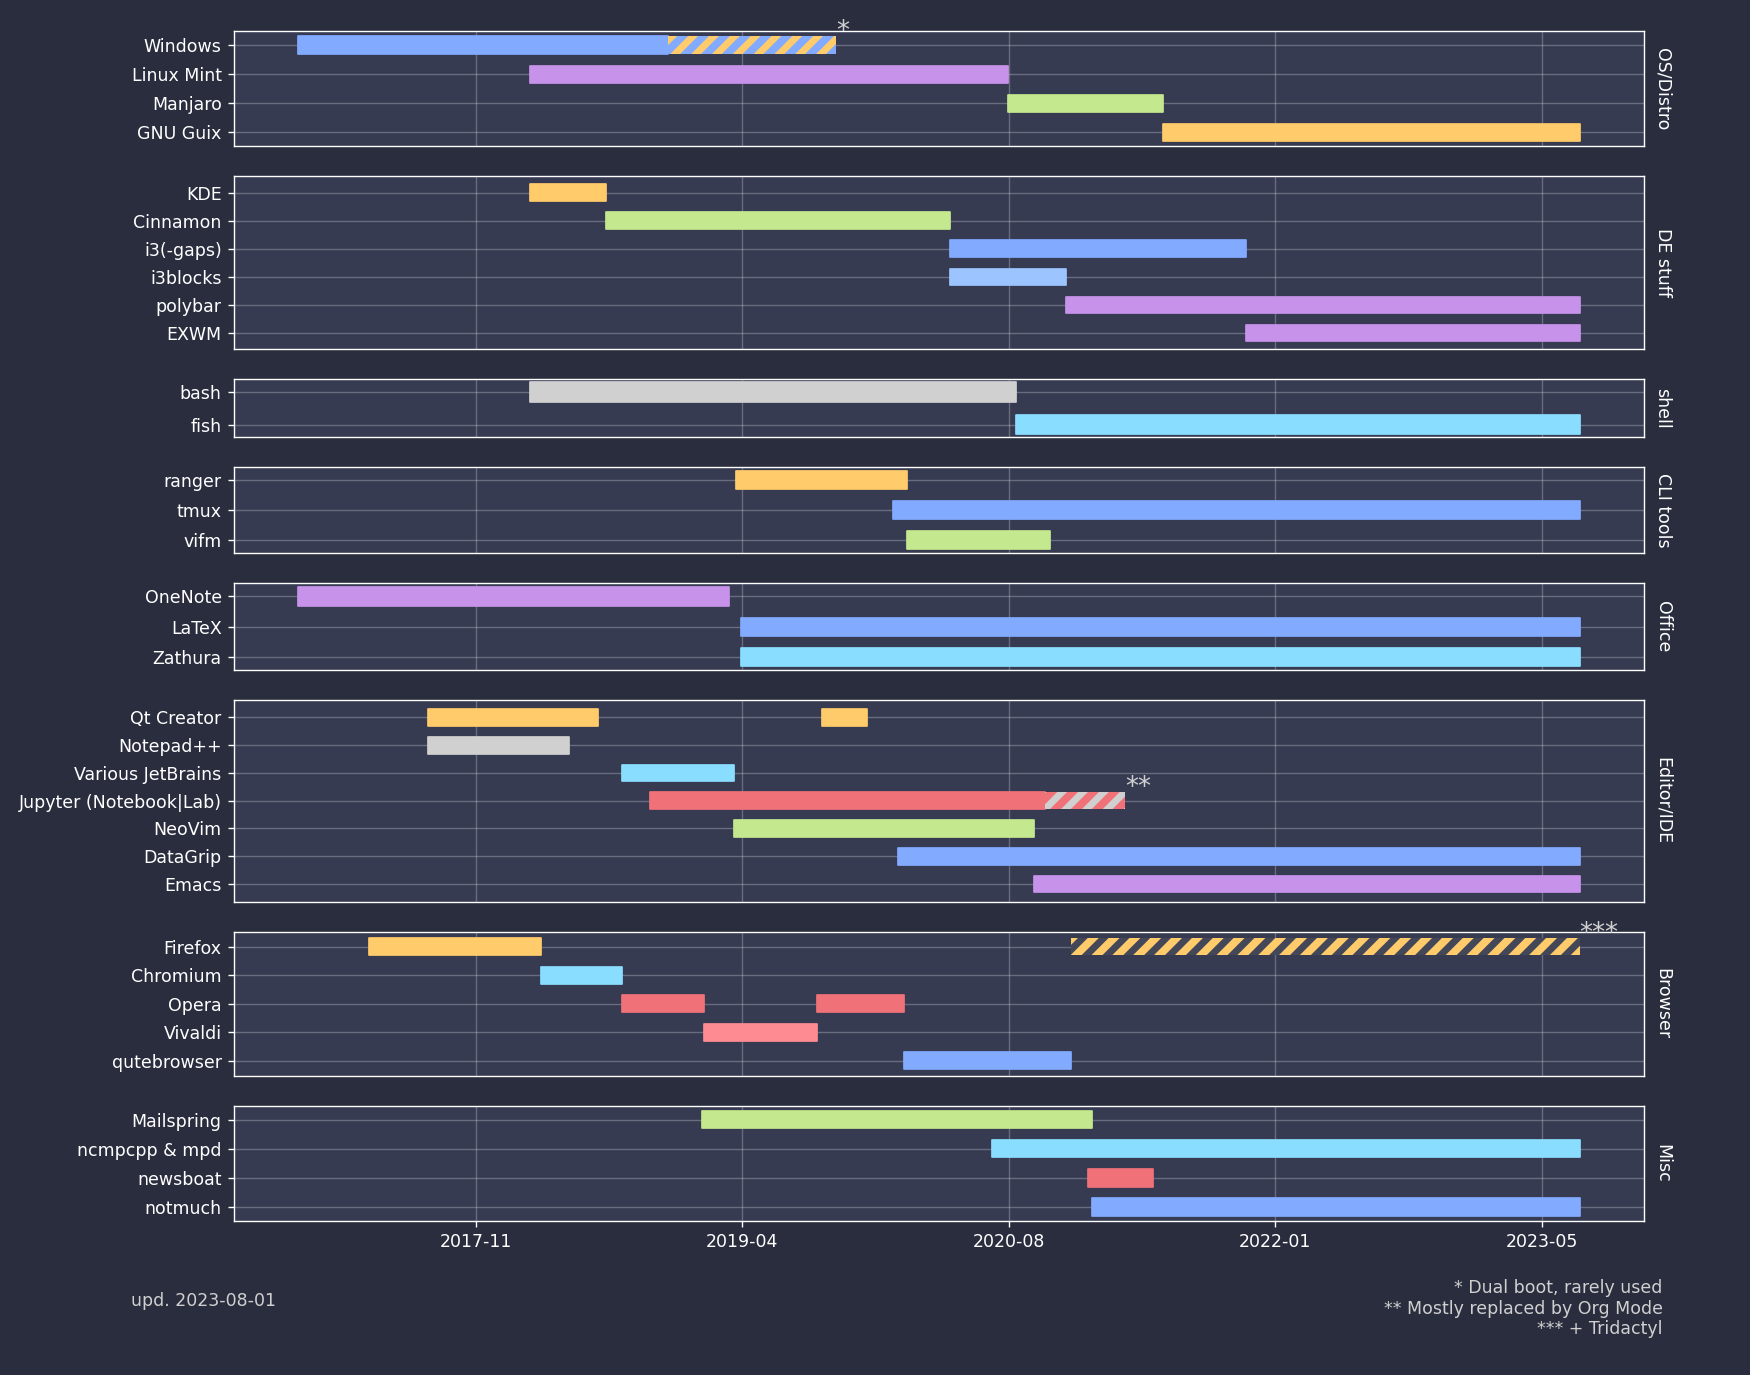 *
Windows
Linux Mint
Manjaro
GNU Guix
OS/Distro
KDE
Cinnamon
i3(-gaps)
i3blocks
polybar
EXWM
DE stuff
bash
fish
shell
ranger
tmux
vifm
CLI tools
OneNote
LaTeX
Zathura
Office
Qt Creator
Notepad++
Various JetBrains
**
Jupyter (Notebook|Lab)
NeoVim
DataGrip
Emacs
Editor/IDE
***
Firefox
Chromium
Opera
Vivaldi
qutebrowser
Browser
Mailspring
ncmpcpp & mpd
newsboat
notmuch
Misc
2017-11 2019-04 2020-08 2022-01 2023-05
upd. 2023-08-01
* Dual boot, rarely used
** Mostly replaced by Org Mode
*** + Tridactyl